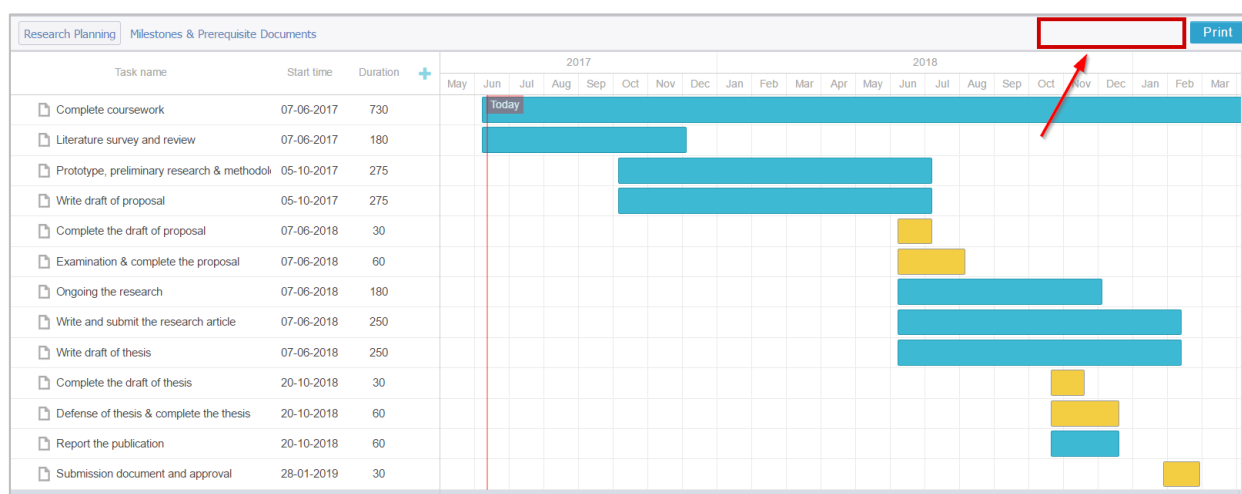 Research Planning Milestones & Prerequisite Documents Print
Task name Start time Duration
2017 2018
May Jun Jul Aug Sep Oct Nov Dec Jan Feb Mar Apr May Jun Jul Aug Sep Oct Nov Dec Jan Feb Mar
Today
Complete coursework 07-06-2017 730
Literature survey and review 07-06-2017 180
Prototype, preliminary research & methodol 05-10-2017 275
Write draft of proposal 05-10-2017 275
Complete the draft of proposal 07-06-2018 30
Examination & complete the proposal 07-06-2018 60
Ongoing the research 07-06-2018 180
Write and submit the research article 07-06-2018 250
Write draft of thesis 07-06-2018 250
Complete the draft of thesis 20-10-2018 30
Defense of thesis & complete the thesis 20-10-2018 60
Report the publication 20-10-2018 60
Submission document and approval 28-01-2019 30